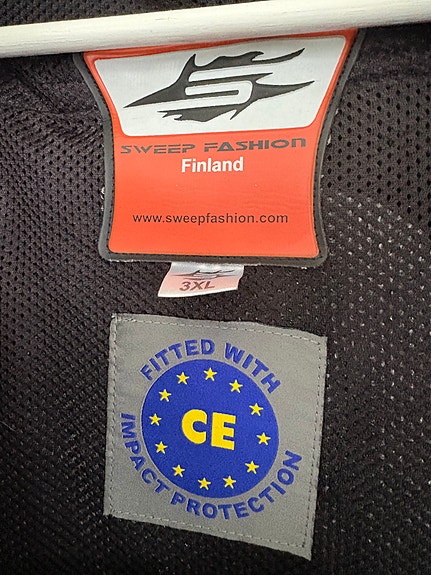 SWEEP FASHION
Finland
www.sweepfashion.com
3XL
FITTED WITH
CE
IMPACT PROTECTION